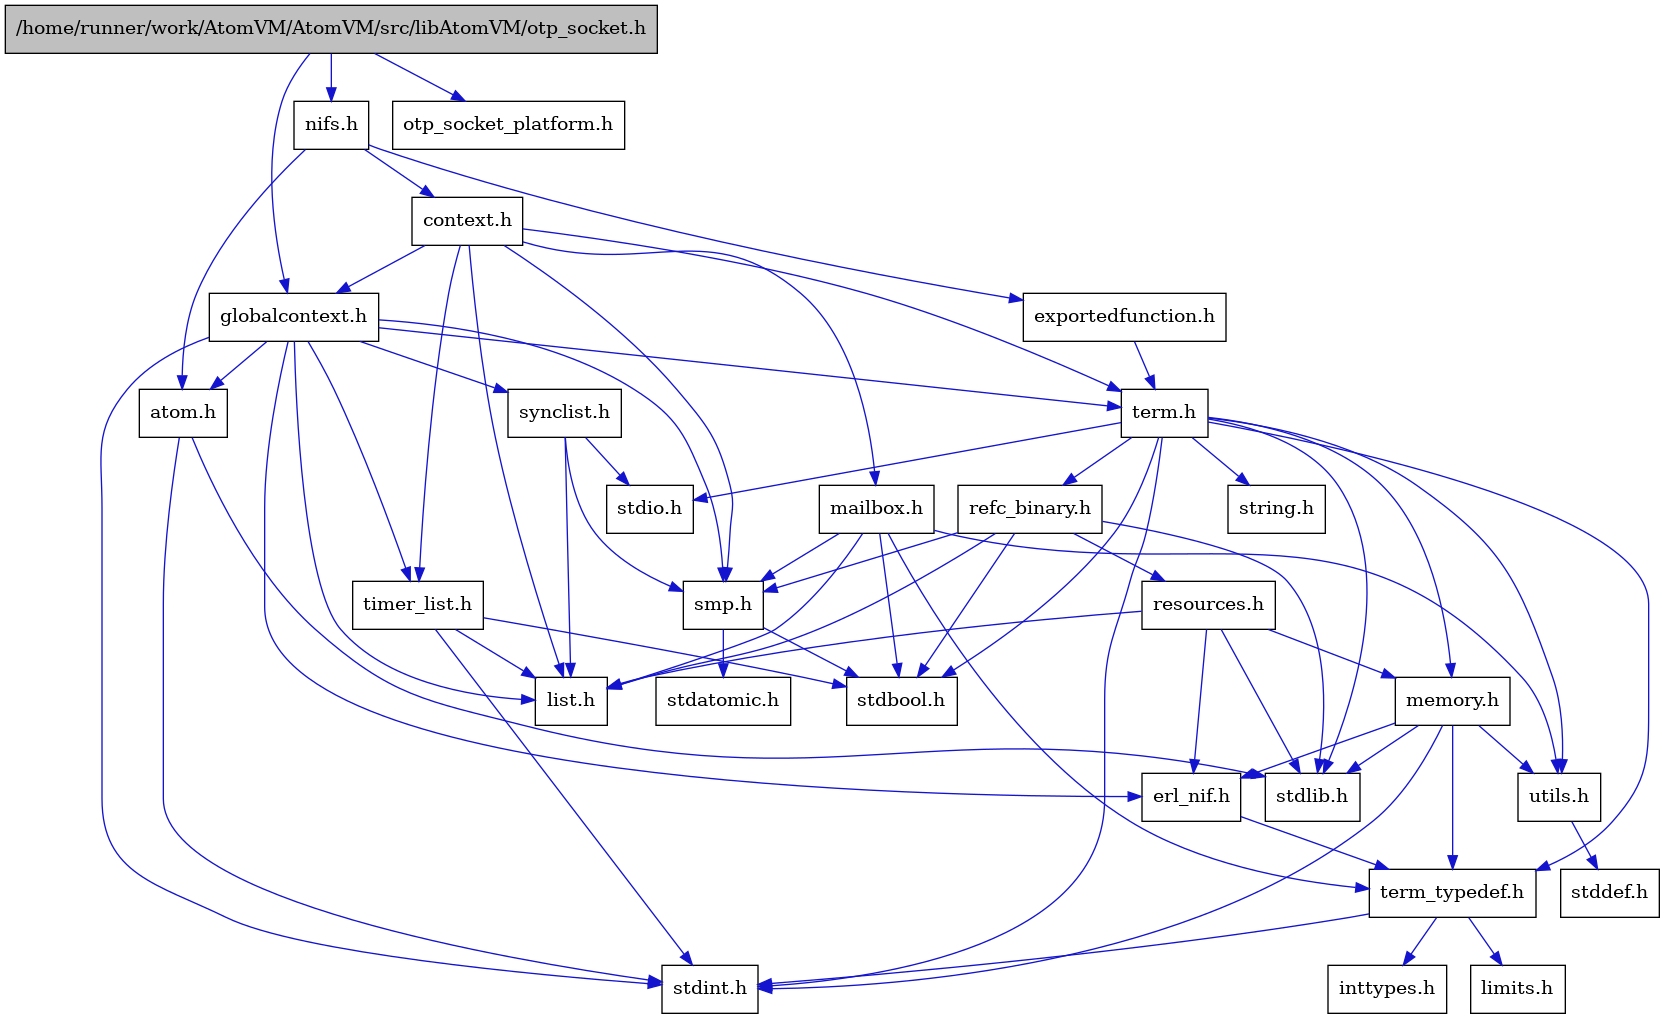 /home/runner/work/AtomVM/AtomVM/src/libAtomVM/otp_socket.h
nifs.h
otp_socket_platform.h
context.h
globalcontext.h
exportedfunction.h
atom.h
synclist.h
term.h
stdio.h
mailbox.h
refc_binary.h
string.h
timer_list.h
smp.h
resources.h
list.h
stdatomic.h
stdbool.h
memory.h
erl_nif.h
stdlib.h
utils.h
term_typedef.h
stddef.h
stdint.h
inttypes.h
limits.h